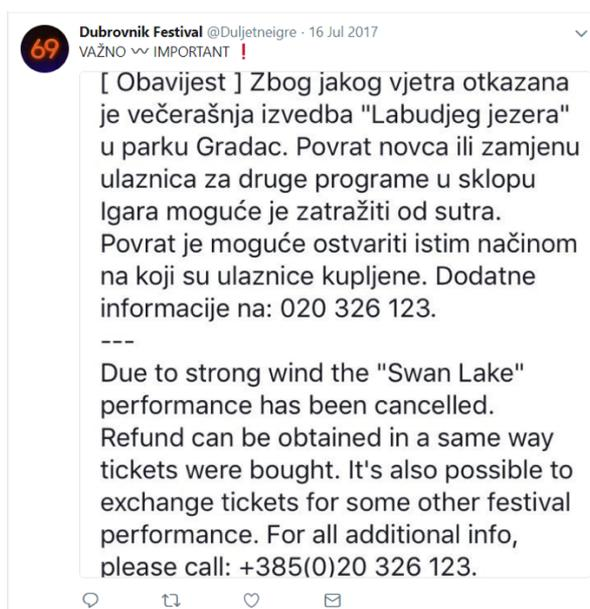 69
Dubrovnik Festival @Duljetneigre · 16 Jul 2017
VAŽNO 〰 IMPORTANT ❗
[ Obavijest ] Zbog jakog vjetra otkazana
je večerašnja izvedba "Labudjeg jezera"
u parku Gradac. Povrat novca ili zamjenu
ulaznica za druge programe u sklopu
Igara moguće je zatražiti od sutra.
Povrat je moguće ostvariti istim načinom
na koji su ulaznice kupljene. Dodatne
informacije na: 020 326 123.
---
Due to strong wind the "Swan Lake"
performance has been cancelled.
Refund can be obtained in a same way
tickets were bought. It's also possible to
exchange tickets for some other festival
performance. For all additional info,
please call: +385(0)20 326 123.